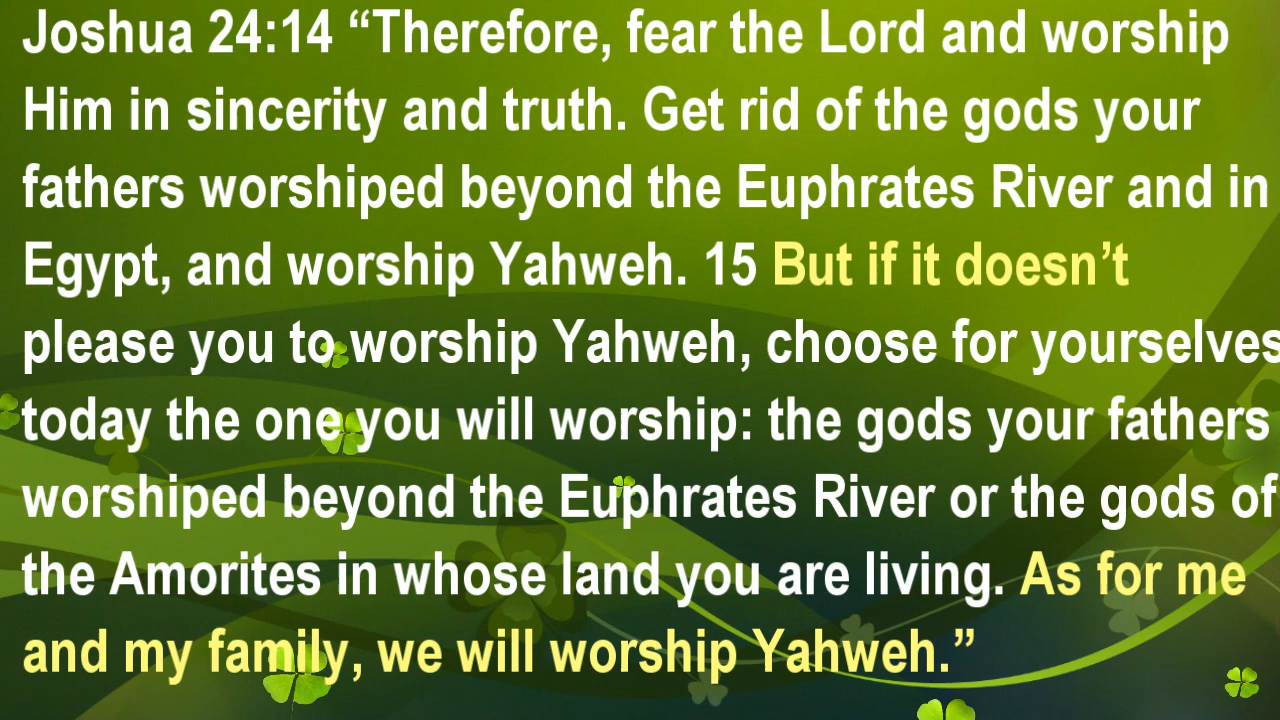 Joshua 24:14 “Therefore, fear the Lord and worship
Him in sincerity and truth. Get rid of the gods your
fathers worshiped beyond the Euphrates River and in
Egypt, and worship Yahweh. 15 But if it doesn’t
please you to worship Yahweh, choose for yourselves
today the one you will worship: the gods your fathers
worshiped beyond the Euphrates River or the gods of
the Amorites in whose land you are living. As for me
and my family, we will worship Yahweh.”